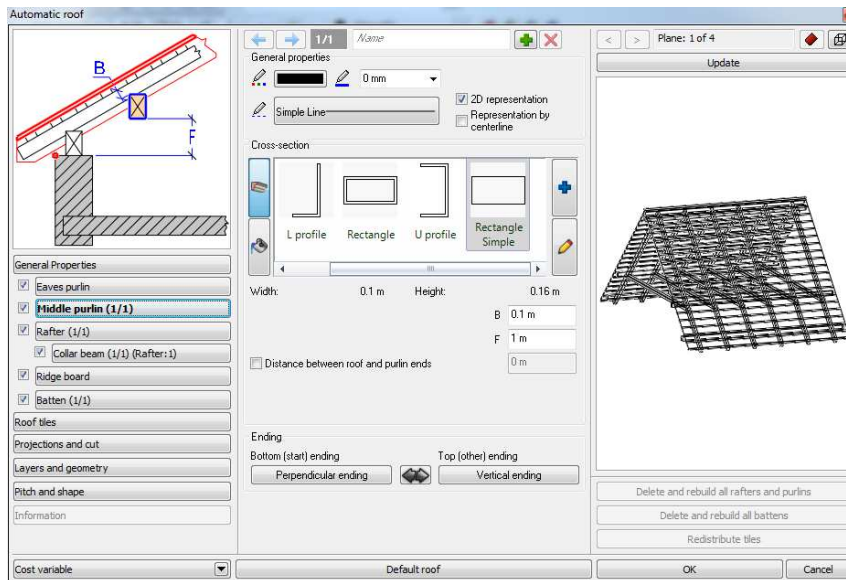 Automatic roof
B
F
General Properties
Eaves purlin
Middle purlin (1/1)
Rafter (1/1)
Collar beam (1/1) (Rafter:1)
Ridge board
Batten (1/1)
Roof tiles
Projections and cut
Layers and geometry
Pitch and shape
Information
Cost variable
1/1 Name
General properties
0 mm
Simple Line
2D representation
Representation by
centerline
Cross-section
L profile Rectangle U profile Rectangle
Simple
Width: 0.1 m Height: 0.16 m
B 0.1 m
F 1 m
Distance between roof and purlin ends 0 m
Ending
Bottom (start) ending Top (other) ending
Perpendicular ending Vertical ending
Default roof
< > Plane: 1 of 4
Update
Delete and rebuild all rafters and purlins
Delete and rebuild all battens
Redistribute tiles
OK Cancel